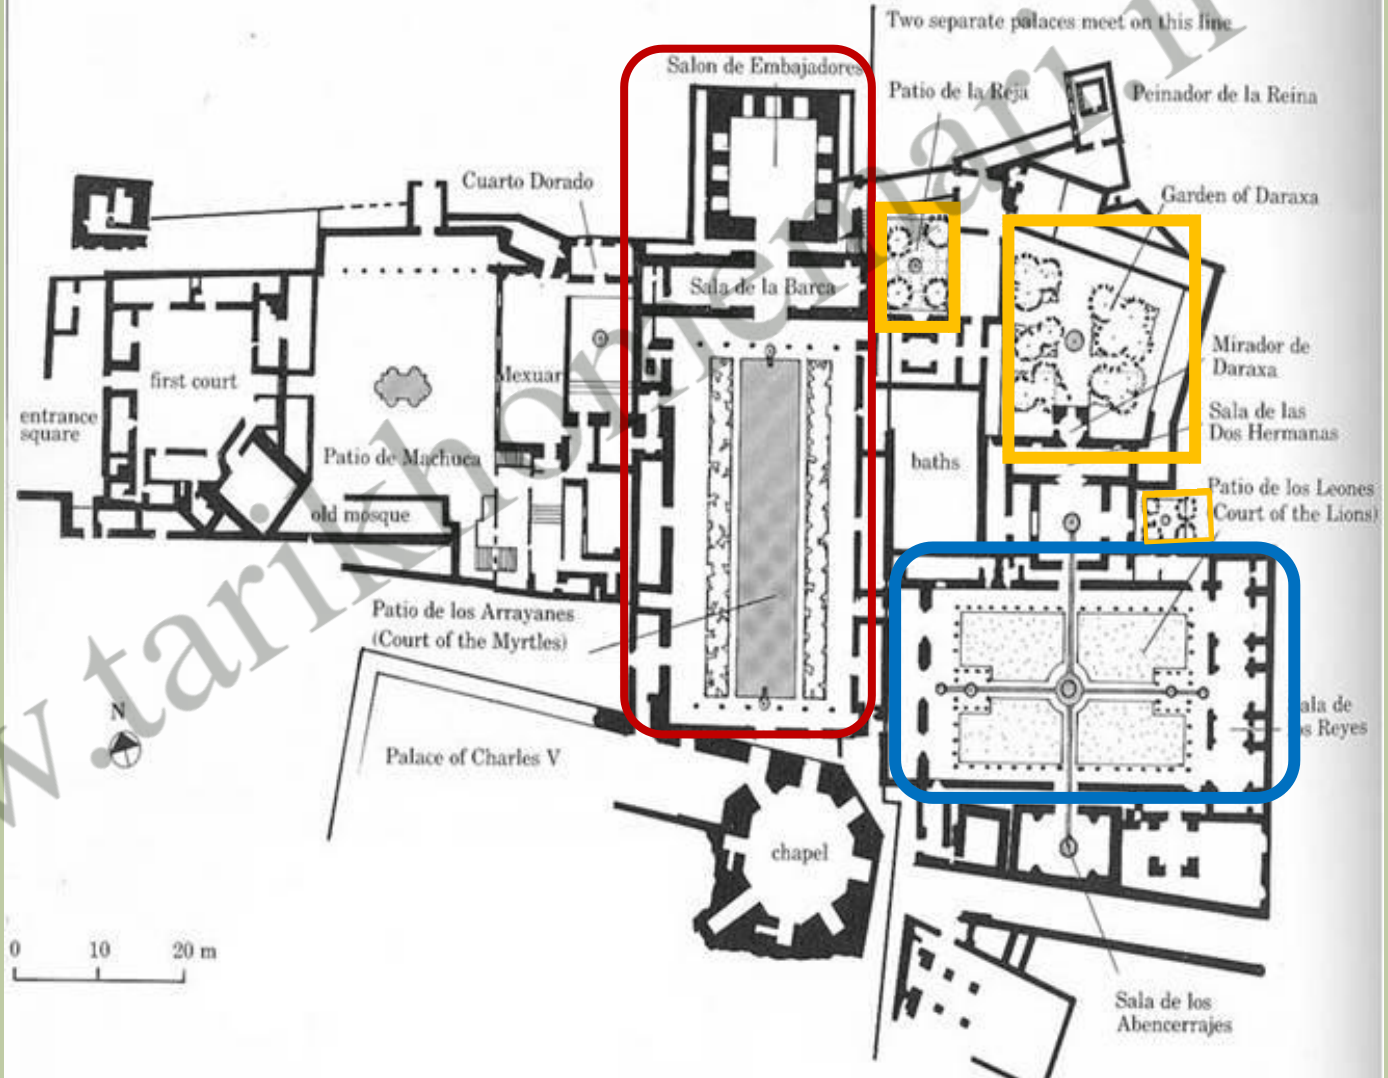 Two separate palaces meet on this line
Salon de Embajadores
Patio de la Reja
Peinador de la Reina
Cuarto Dorado
Garden of Daraxa
Sala de la Barca
Mirador de
Daraxa
first court
Mexuar
entrance
square
Sala de las
Dos Hermanas
Patio de Machuca
baths
Patio de los Leones
(Court of the Lions)
old mosque
Patio de los Arrayanes
(Court of the Myrtles)
N
ala de
s Reyes
Palace of Charles V
chapel
0 10 20 m
Sala de los
Abencerrajes
w.tarikhonmemari.